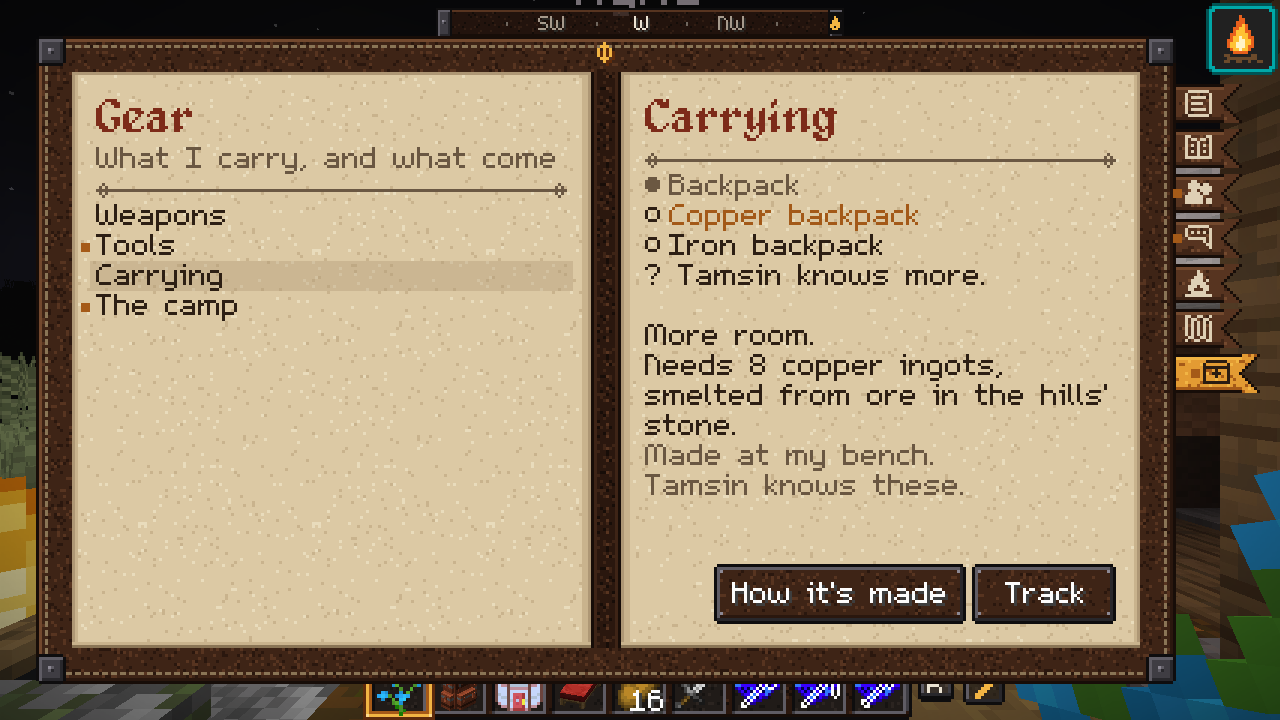 SW W NW
Gear
What I carry, and what come
Weapons
Tools
Carrying
The camp
Carrying
Backpack
Copper backpack
Iron backpack
? Tamsin knows more.
More room.
Needs 8 copper ingots,
smelted from ore in the hills'
stone.
Made at my bench.
Tamsin knows these.
How it's made
Track
16